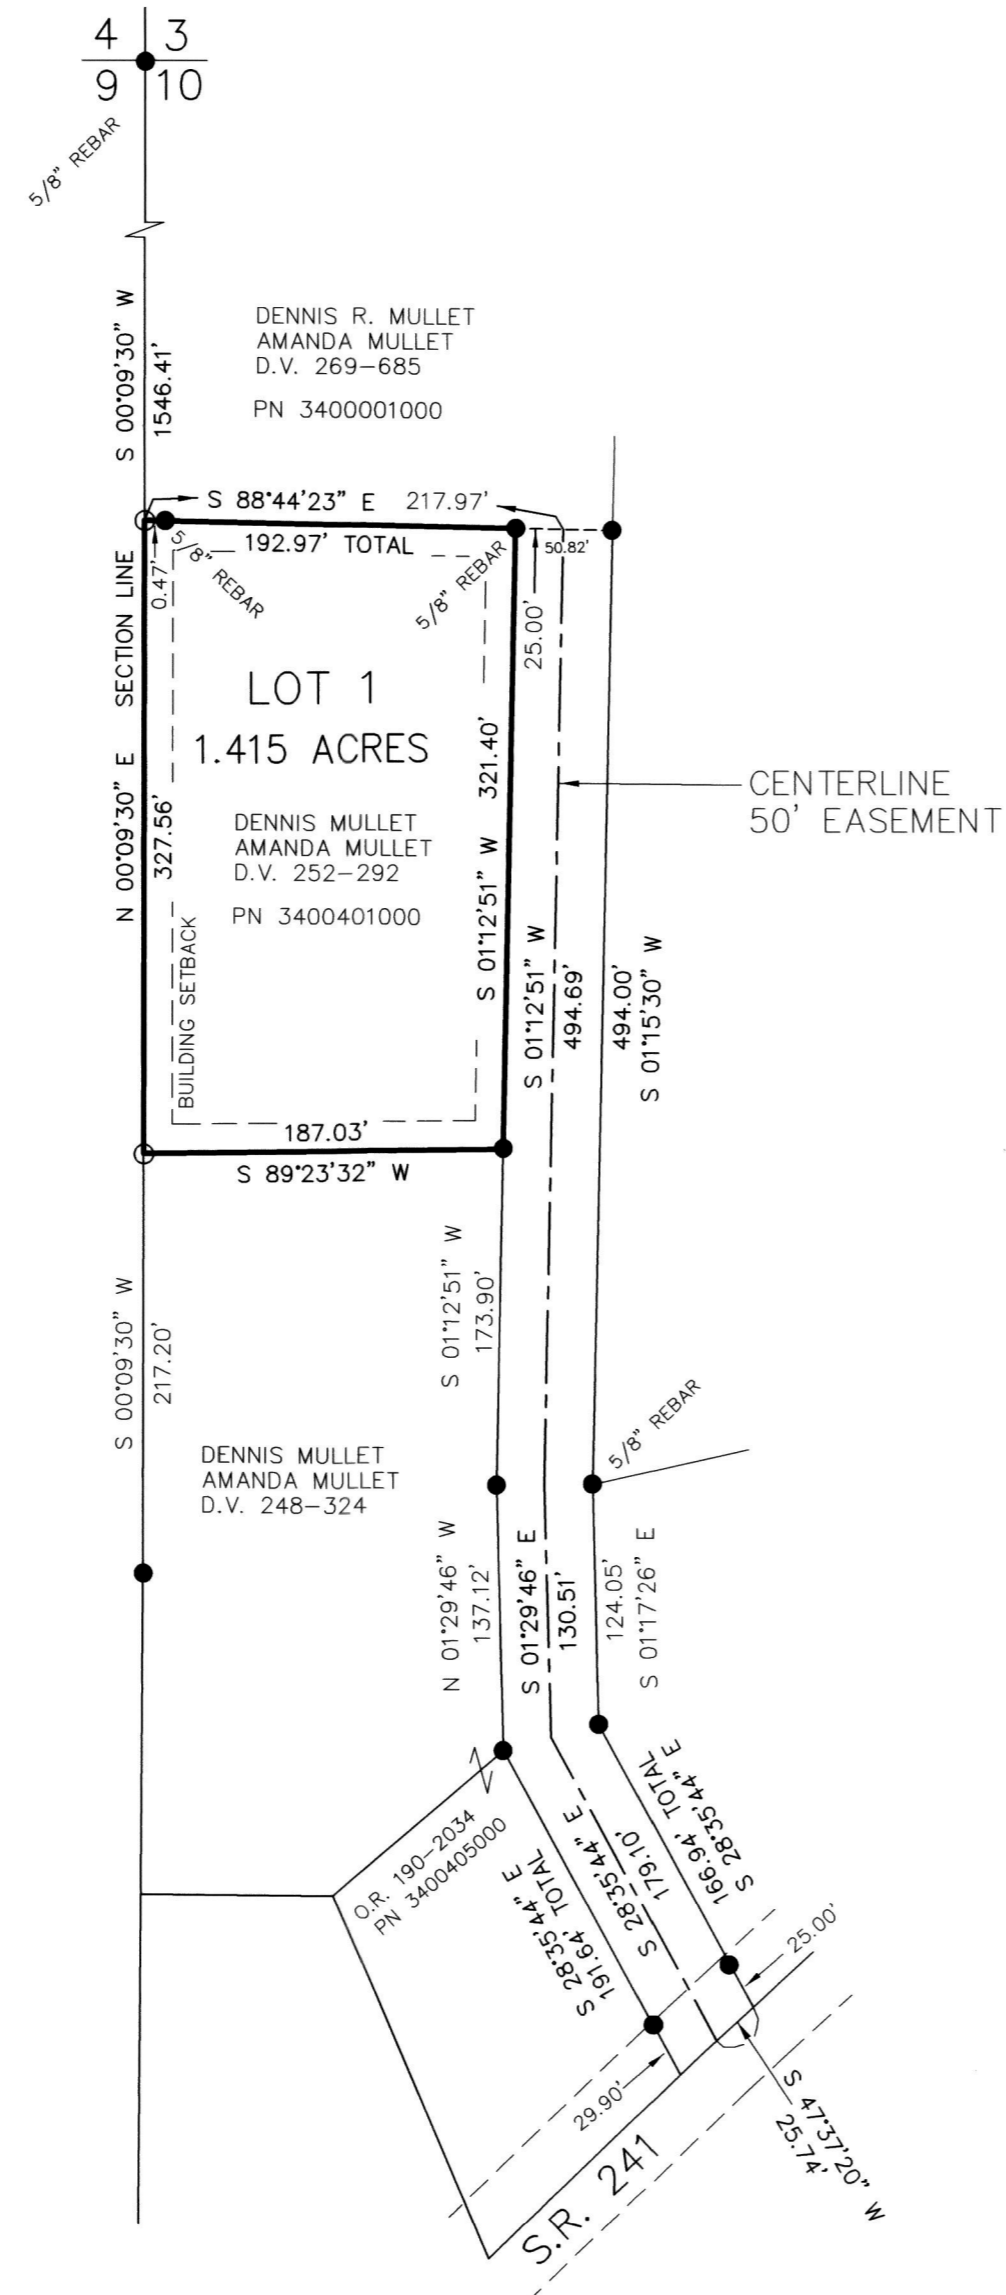 4 3
9 10
5/8" REBAR
S 00°09'30" W
1546.41'
DENNIS R. MULLET
AMANDA MULLET
D.V. 269-685
PN 3400001000
S 88°44'23" E 217.97'
192.97' TOTAL
50.82'
5/8" REBAR
5/8" REBAR
0.47'
25.00'
N 00°09'30" E SECTION LINE
327.56'
LOT 1
1.415 ACRES
DENNIS MULLET
AMANDA MULLET
D.V. 252-292
PN 3400401000
BUILDING SETBACK
S 01°12'51" W 321.40'
CENTERLINE
50' EASEMENT
S 01°12'51" W
494.69'
494.00'
S 01°15'30" W
187.03'
S 89°23'32" W
S 00°09'30" W
217.20'
S 01°12'51" W
173.90'
DENNIS MULLET
AMANDA MULLET
D.V. 248-324
5/8" REBAR
N 01°29'46" W
137.12'
S 01°29'46" E
130.51'
124.05'
S 01°17'26" E
O.R. 190-2034
PN 3400405000
S 28°35'44" E
191.64' TOTAL
S 28°35'44" E
179.10'
166.94' TOTAL
S 28°35'44" E
25.00'
29.90'
S 47°37'20" W
25.74'
S.R. 241